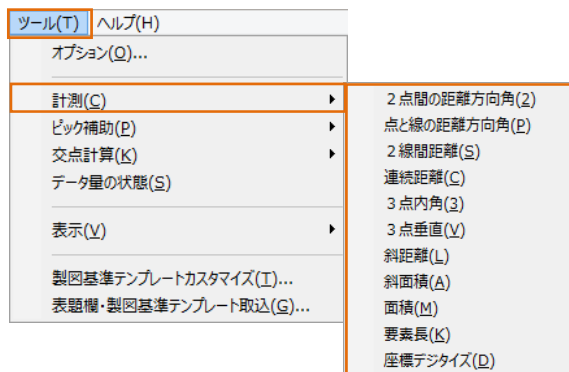 ツール(T) ヘルプ(H)
オプション(O)...
計測(C)
ピック補助(P)
交点計算(K)
データ量の状態(S)
表示(V)
製図基準テンプレートカスタマイズ(T)...
表題欄・製図基準テンプレート取込(G)...
2点間の距離方向角(2)
点と線の距離方向角(P)
2線間距離(S)
連続距離(C)
3点内角(3)
3点垂直(V)
斜距離(L)
斜面積(A)
面積(M)
要素長(K)
座標デジタイズ(D)